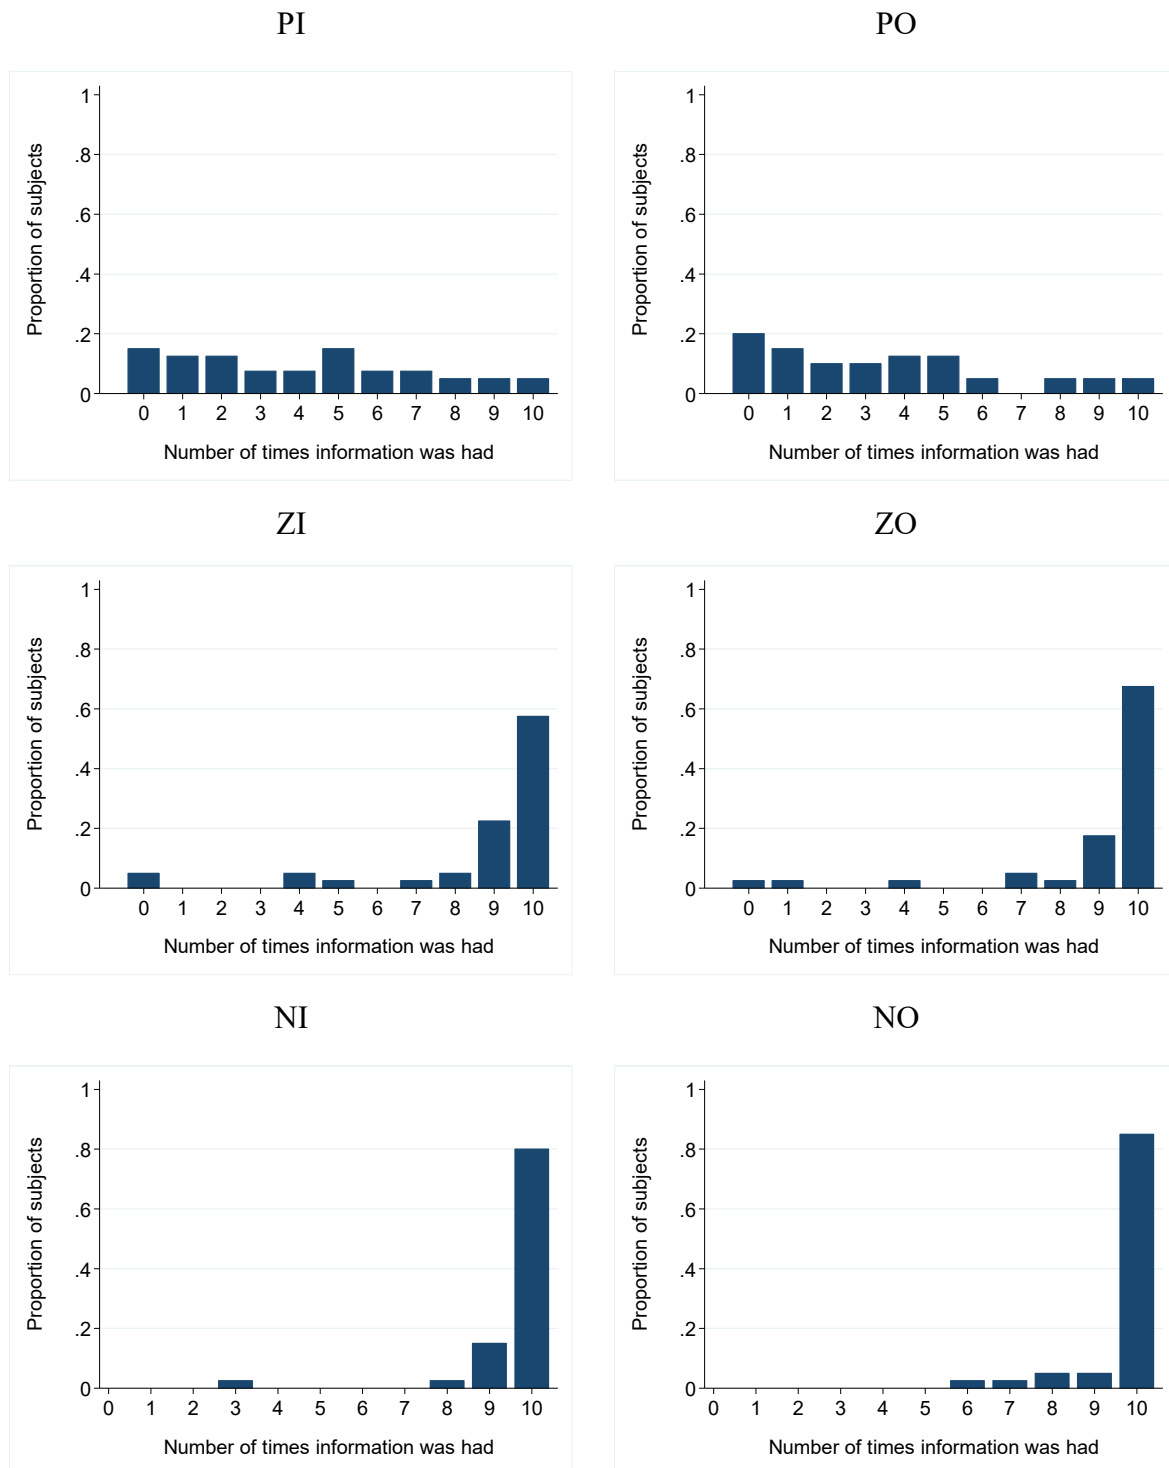 PI
PO
Proportion of subjects
1
.8
.6
.4
.2
0
0 1 2 3 4 5 6 7 8 9 10
Number of times information was had
Proportion of subjects
1
.8
.6
.4
.2
0
0 1 2 3 4 5 6 7 8 9 10
Number of times information was had
ZI
ZO
Proportion of subjects
1
.8
.6
.4
.2
0
0 1 2 3 4 5 6 7 8 9 10
Number of times information was had
Proportion of subjects
1
.8
.6
.4
.2
0
0 1 2 3 4 5 6 7 8 9 10
Number of times information was had
NI
NO
Proportion of subjects
1
.8
.6
.4
.2
0
0 1 2 3 4 5 6 7 8 9 10
Number of times information was had
Proportion of subjects
1
.8
.6
.4
.2
0
0 1 2 3 4 5 6 7 8 9 10
Number of times information was had